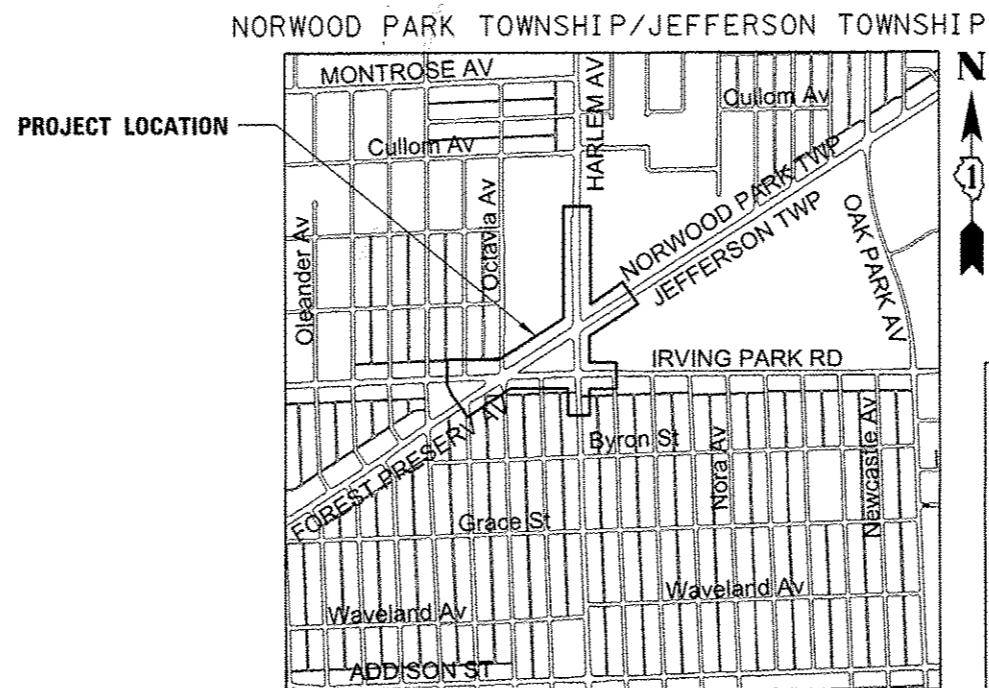 NORWOOD PARK TOWNSHIP/JEFFERSON TOWNSHIP
PROJECT LOCATION
N
1
MONTROSE AV
HARLEM AV
Cullom Av
Cullom Av
Octavia Av
Oleander Av
NORWOOD PARK TWP
JEFFERSON TWP
OAK PARK AV
IRVING PARK RD
FOREST PRESERV AV
Byron St
Nora Av
Newcastle Av
Grace St
Waveland Av
Waveland Av
ADDISON ST